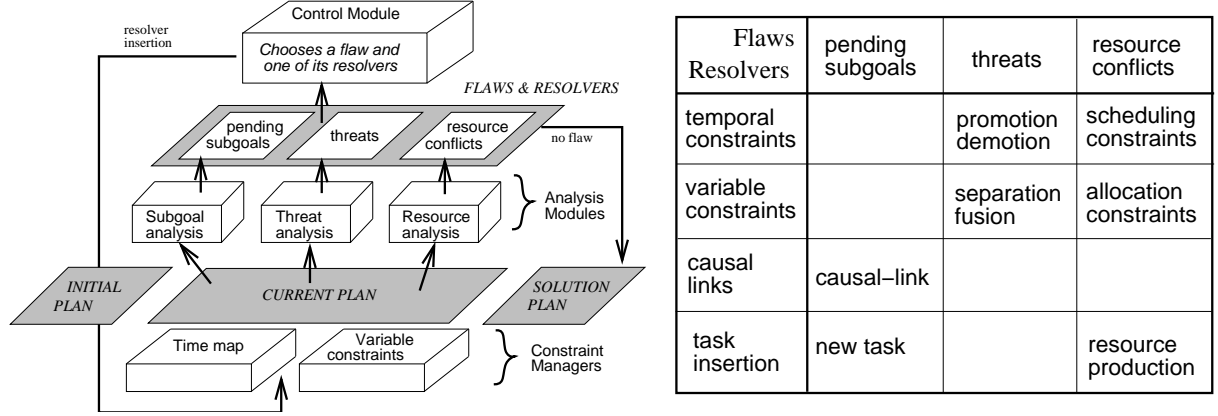 Control Module
resolver
insertion
Chooses a flaw and
one of its resolvers
FLAWS & RESOLVERS
pending
subgoals
threats
resource
conflicts
no flaw
Subgoal
analysis
Threat
analysis
Resource
analysis
Analysis
Modules
INITIAL
PLAN
CURRENT PLAN
SOLUTION
PLAN
Time map
Variable
constraints
Constraint
Managers
Flaws
Resolvers
pending
subgoals
threats
resource
conflicts
temporal
constraints
promotion
demotion
scheduling
constraints
variable
constraints
separation
fusion
allocation
constraints
causal
links
causal–link
task
insertion
new task
resource
production